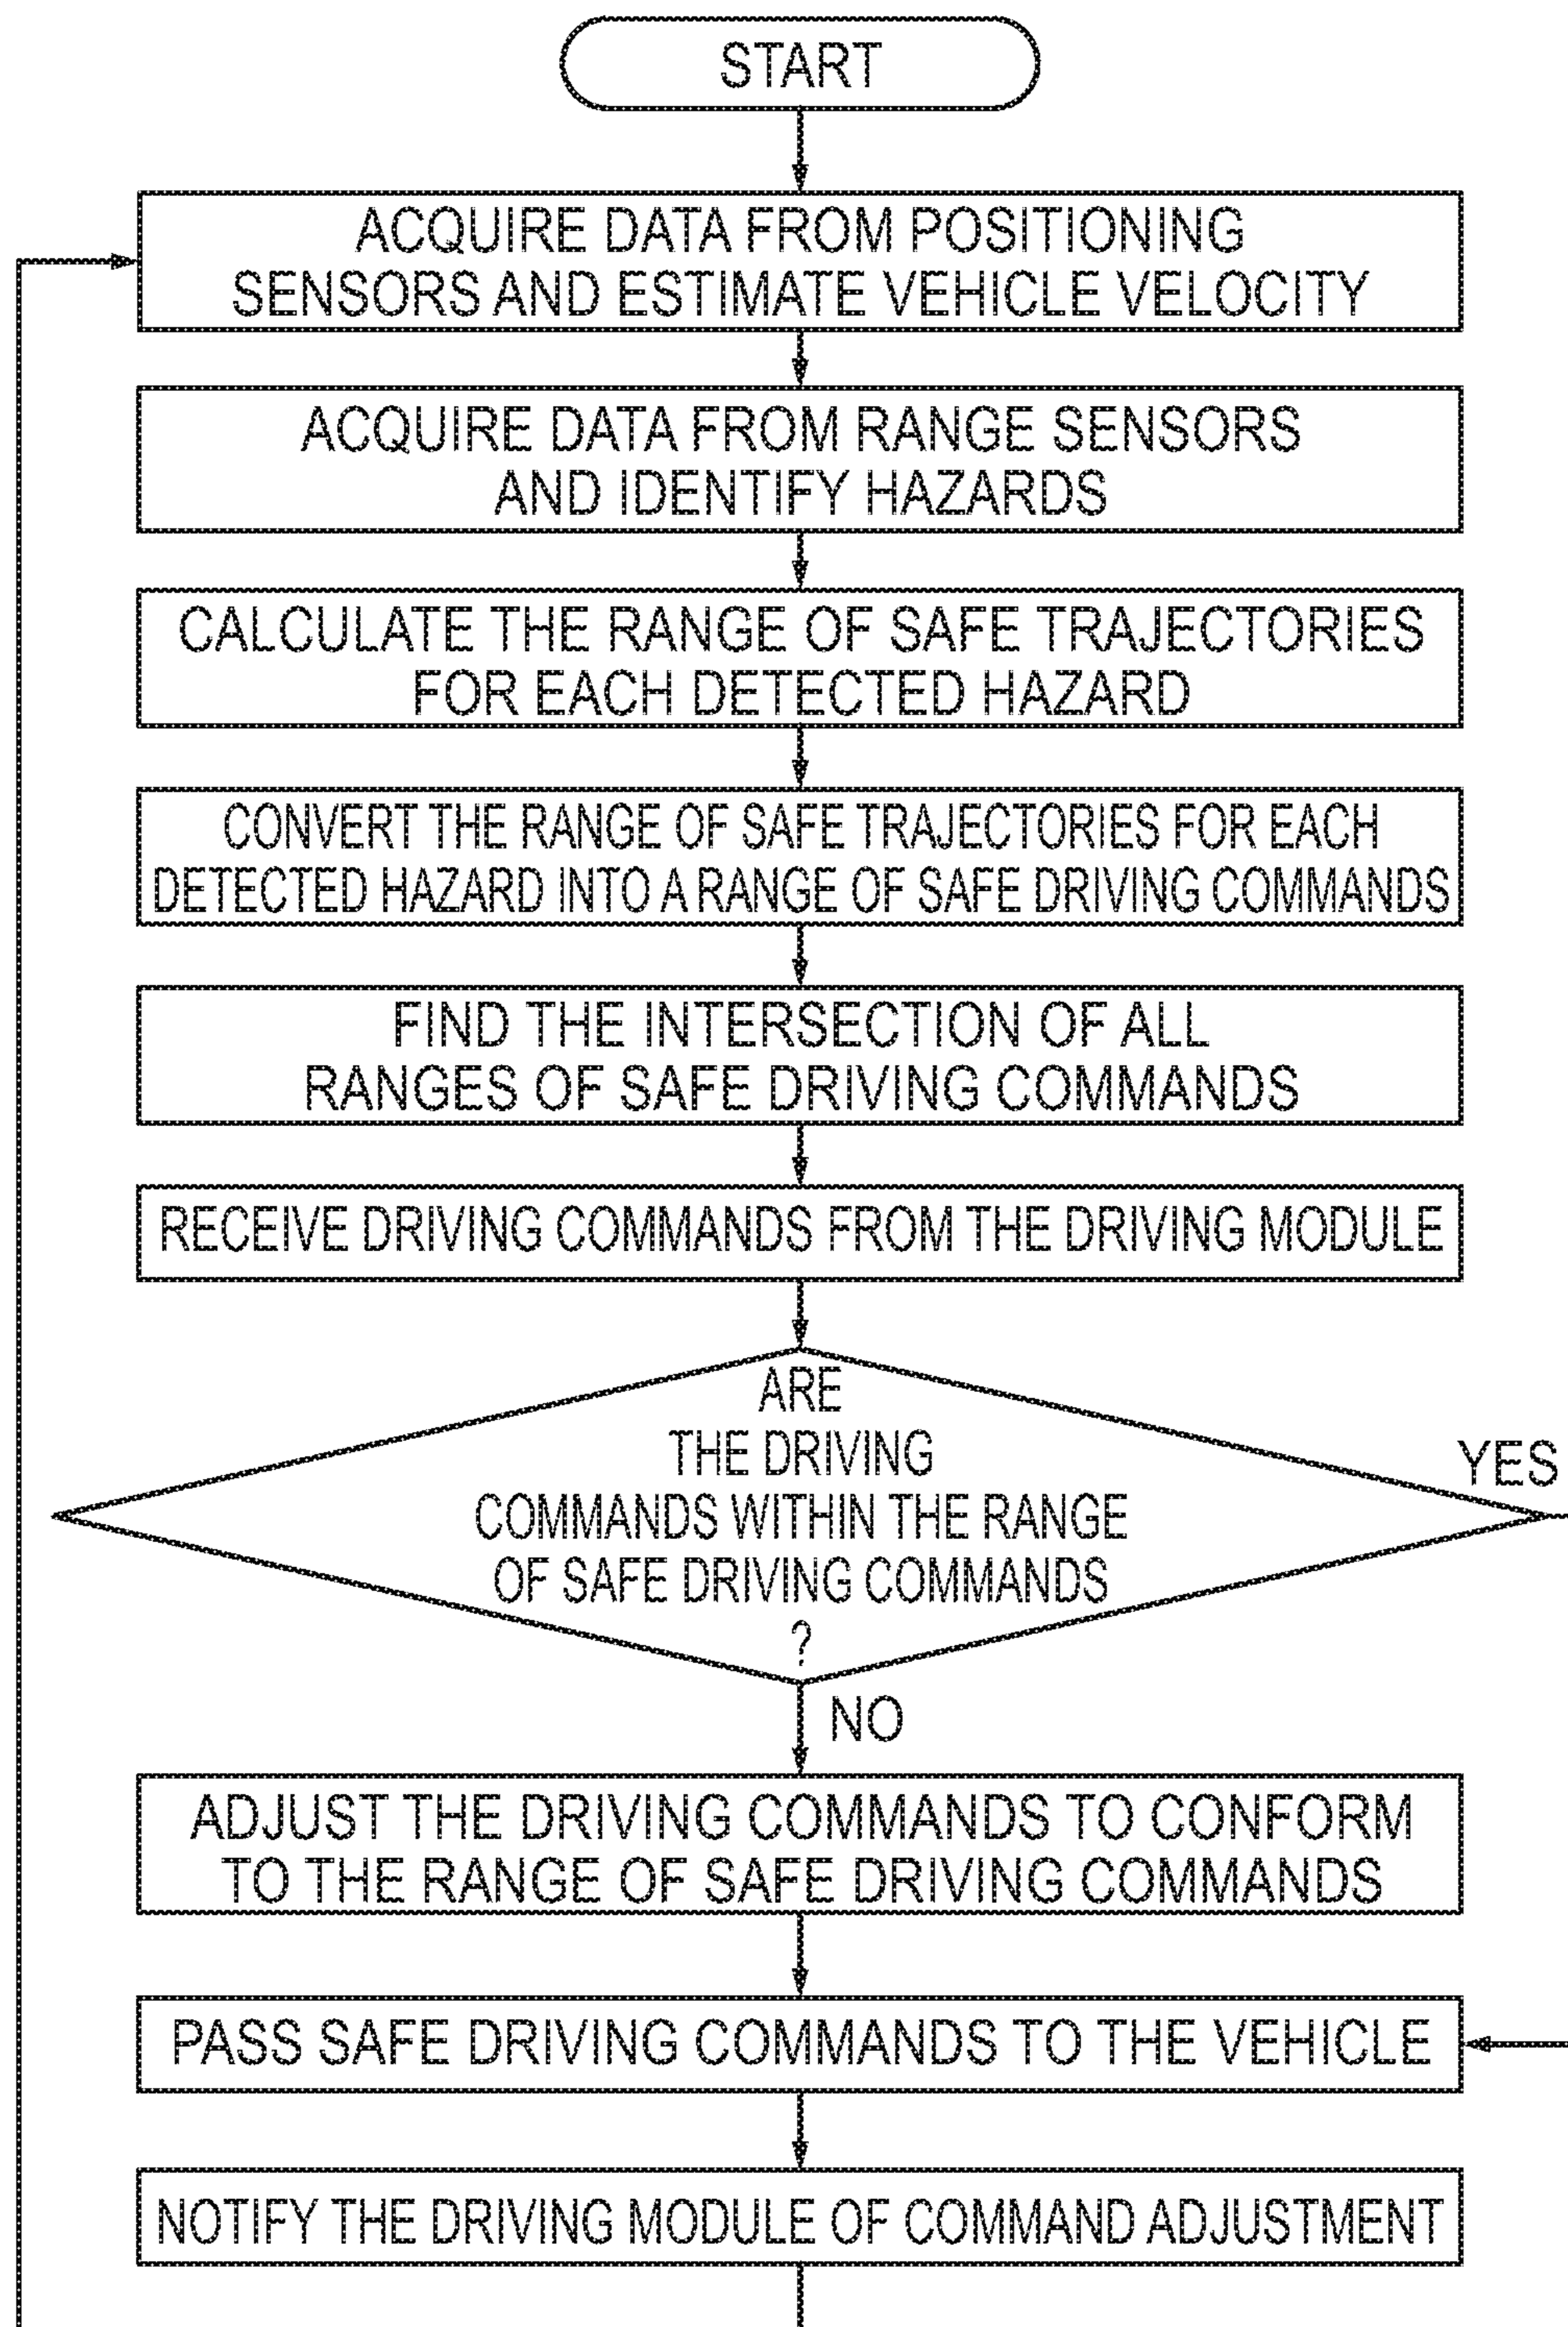 START
ACQUIRE DATA FROM POSITIONING
SENSORS AND ESTIMATE VEHICLE VELOCITY
ACQUIRE DATA FROM RANGE SENSORS
AND IDENTIFY HAZARDS
CALCULATE THE RANGE OF SAFE TRAJECTORIES
FOR EACH DETECTED HAZARD
CONVERT THE RANGE OF SAFE TRAJECTORIES FOR EACH
DETECTED HAZARD INTO A RANGE OF SAFE DRIVING COMMANDS
FIND THE INTERSECTION OF ALL
RANGES OF SAFE DRIVING COMMANDS
RECEIVE DRIVING COMMANDS FROM THE DRIVING MODULE
ARE
THE DRIVING
COMMANDS WITHIN THE RANGE
OF SAFE DRIVING COMMANDS
?
YES
NO
ADJUST THE DRIVING COMMANDS TO CONFORM
TO THE RANGE OF SAFE DRIVING COMMANDS
PASS SAFE DRIVING COMMANDS TO THE VEHICLE
NOTIFY THE DRIVING MODULE OF COMMAND ADJUSTMENT